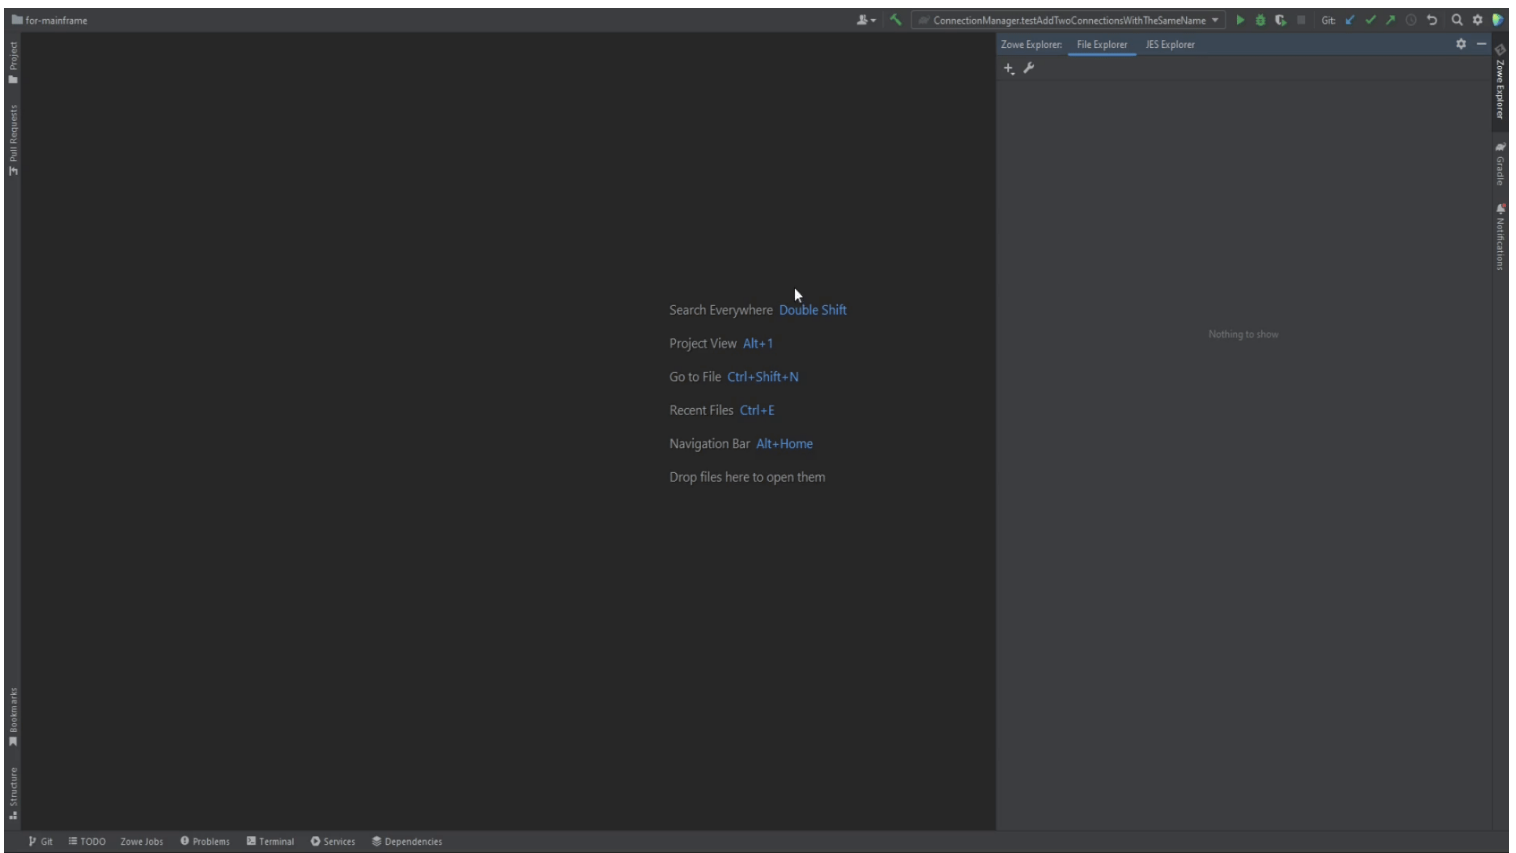 for-mainframe
ConnectionManager.testAddTwoConnectionsWithTheSameName
Git:
Project
Pull Requests
Bookmarks
Structure
Search Everywhere Double Shift
Project View Alt+1
Go to File Ctrl+Shift+N
Recent Files Ctrl+E
Navigation Bar Alt+Home
Drop files here to open them
Zowe Explorer: File Explorer JES Explorer
Nothing to show
Zowe Explorer
Gradle
Notifications
Git TODO Zowe Jobs Problems Terminal Services Dependencies